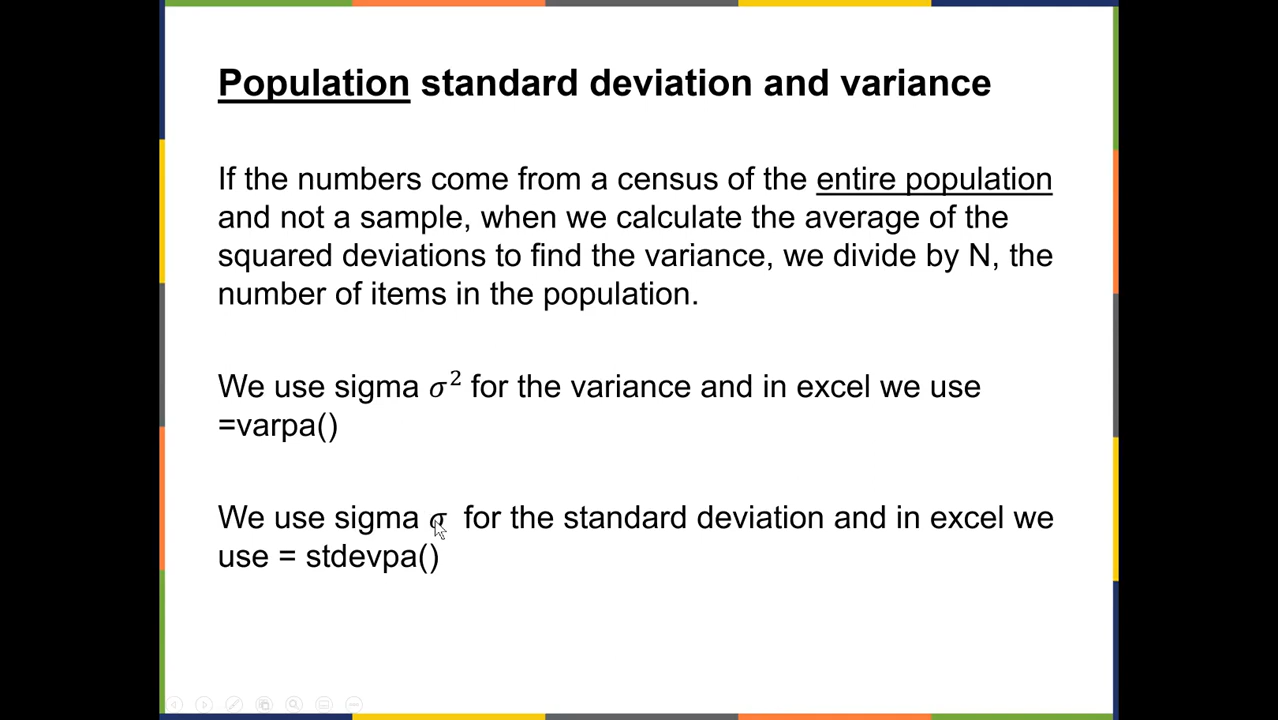 Population standard deviation and variance
If the numbers come from a census of the entire population
and not a sample, when we calculate the average of the
squared deviations to find the variance, we divide by N, the
number of items in the population.
We use sigma 𝜎² for the variance and in excel we use
=varpa()
We use sigma 𝜎 for the standard deviation and in excel we
use = stdevpa()